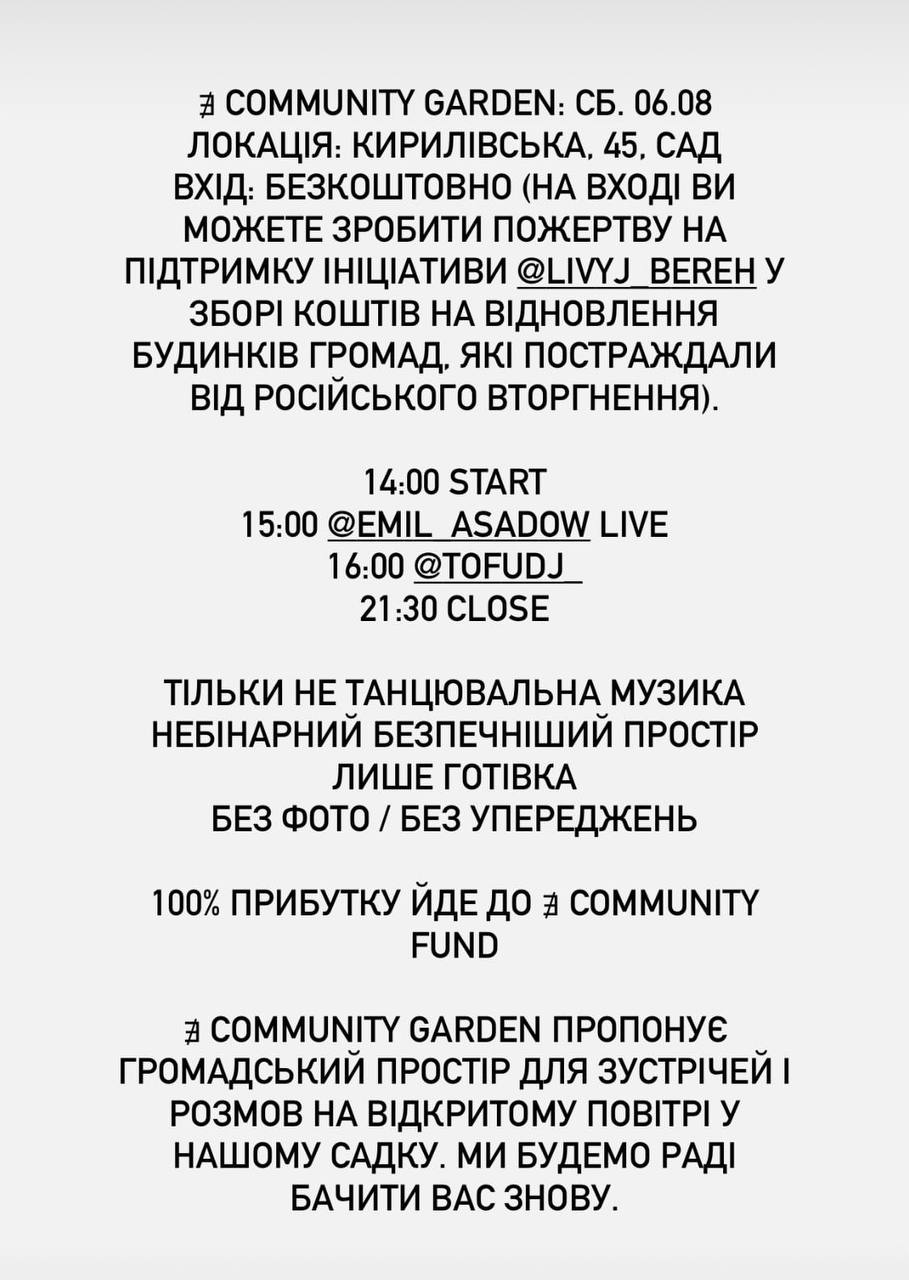 ∄ COMMUNITY GARDEN: СБ. 06.08
ЛОКАЦІЯ: КИРИЛІВСЬКА, 45, САД
ВХІД: БЕЗКОШТОВНО (НА ВХОДІ ВИ
МОЖЕТЕ ЗРОБИТИ ПОЖЕРТВУ НА
ПІДТРИМКУ ІНІЦІАТИВИ @LIVYJ_BEREH У
ЗБОРІ КОШТІВ НА ВІДНОВЛЕННЯ
БУДИНКІВ ГРОМАД, ЯКІ ПОСТРАЖДАЛИ
ВІД РОСІЙСЬКОГО ВТОРГНЕННЯ).
14:00 START
15:00 @EMIL_ASADOW LIVE
16:00 @TOFUDJ_
21:30 CLOSE
ТІЛЬКИ НЕ ТАНЦЮВАЛЬНА МУЗИКА
НЕБІНАРНИЙ БЕЗПЕЧНІШИЙ ПРОСТІР
ЛИШЕ ГОТІВКА
БЕЗ ФОТО / БЕЗ УПЕРЕДЖЕНЬ
100% ПРИБУТКУ ЙДЕ ДО ∄ COMMUNITY
FUND
∄ COMMUNITY GARDEN ПРОПОНУЄ
ГРОМАДСЬКИЙ ПРОСТІР ДЛЯ ЗУСТРІЧЕЙ І
РОЗМОВ НА ВІДКРИТОМУ ПОВІТРІ У
НАШОМУ САДКУ. МИ БУДЕМО РАДІ
БАЧИТИ ВАС ЗНОВУ.